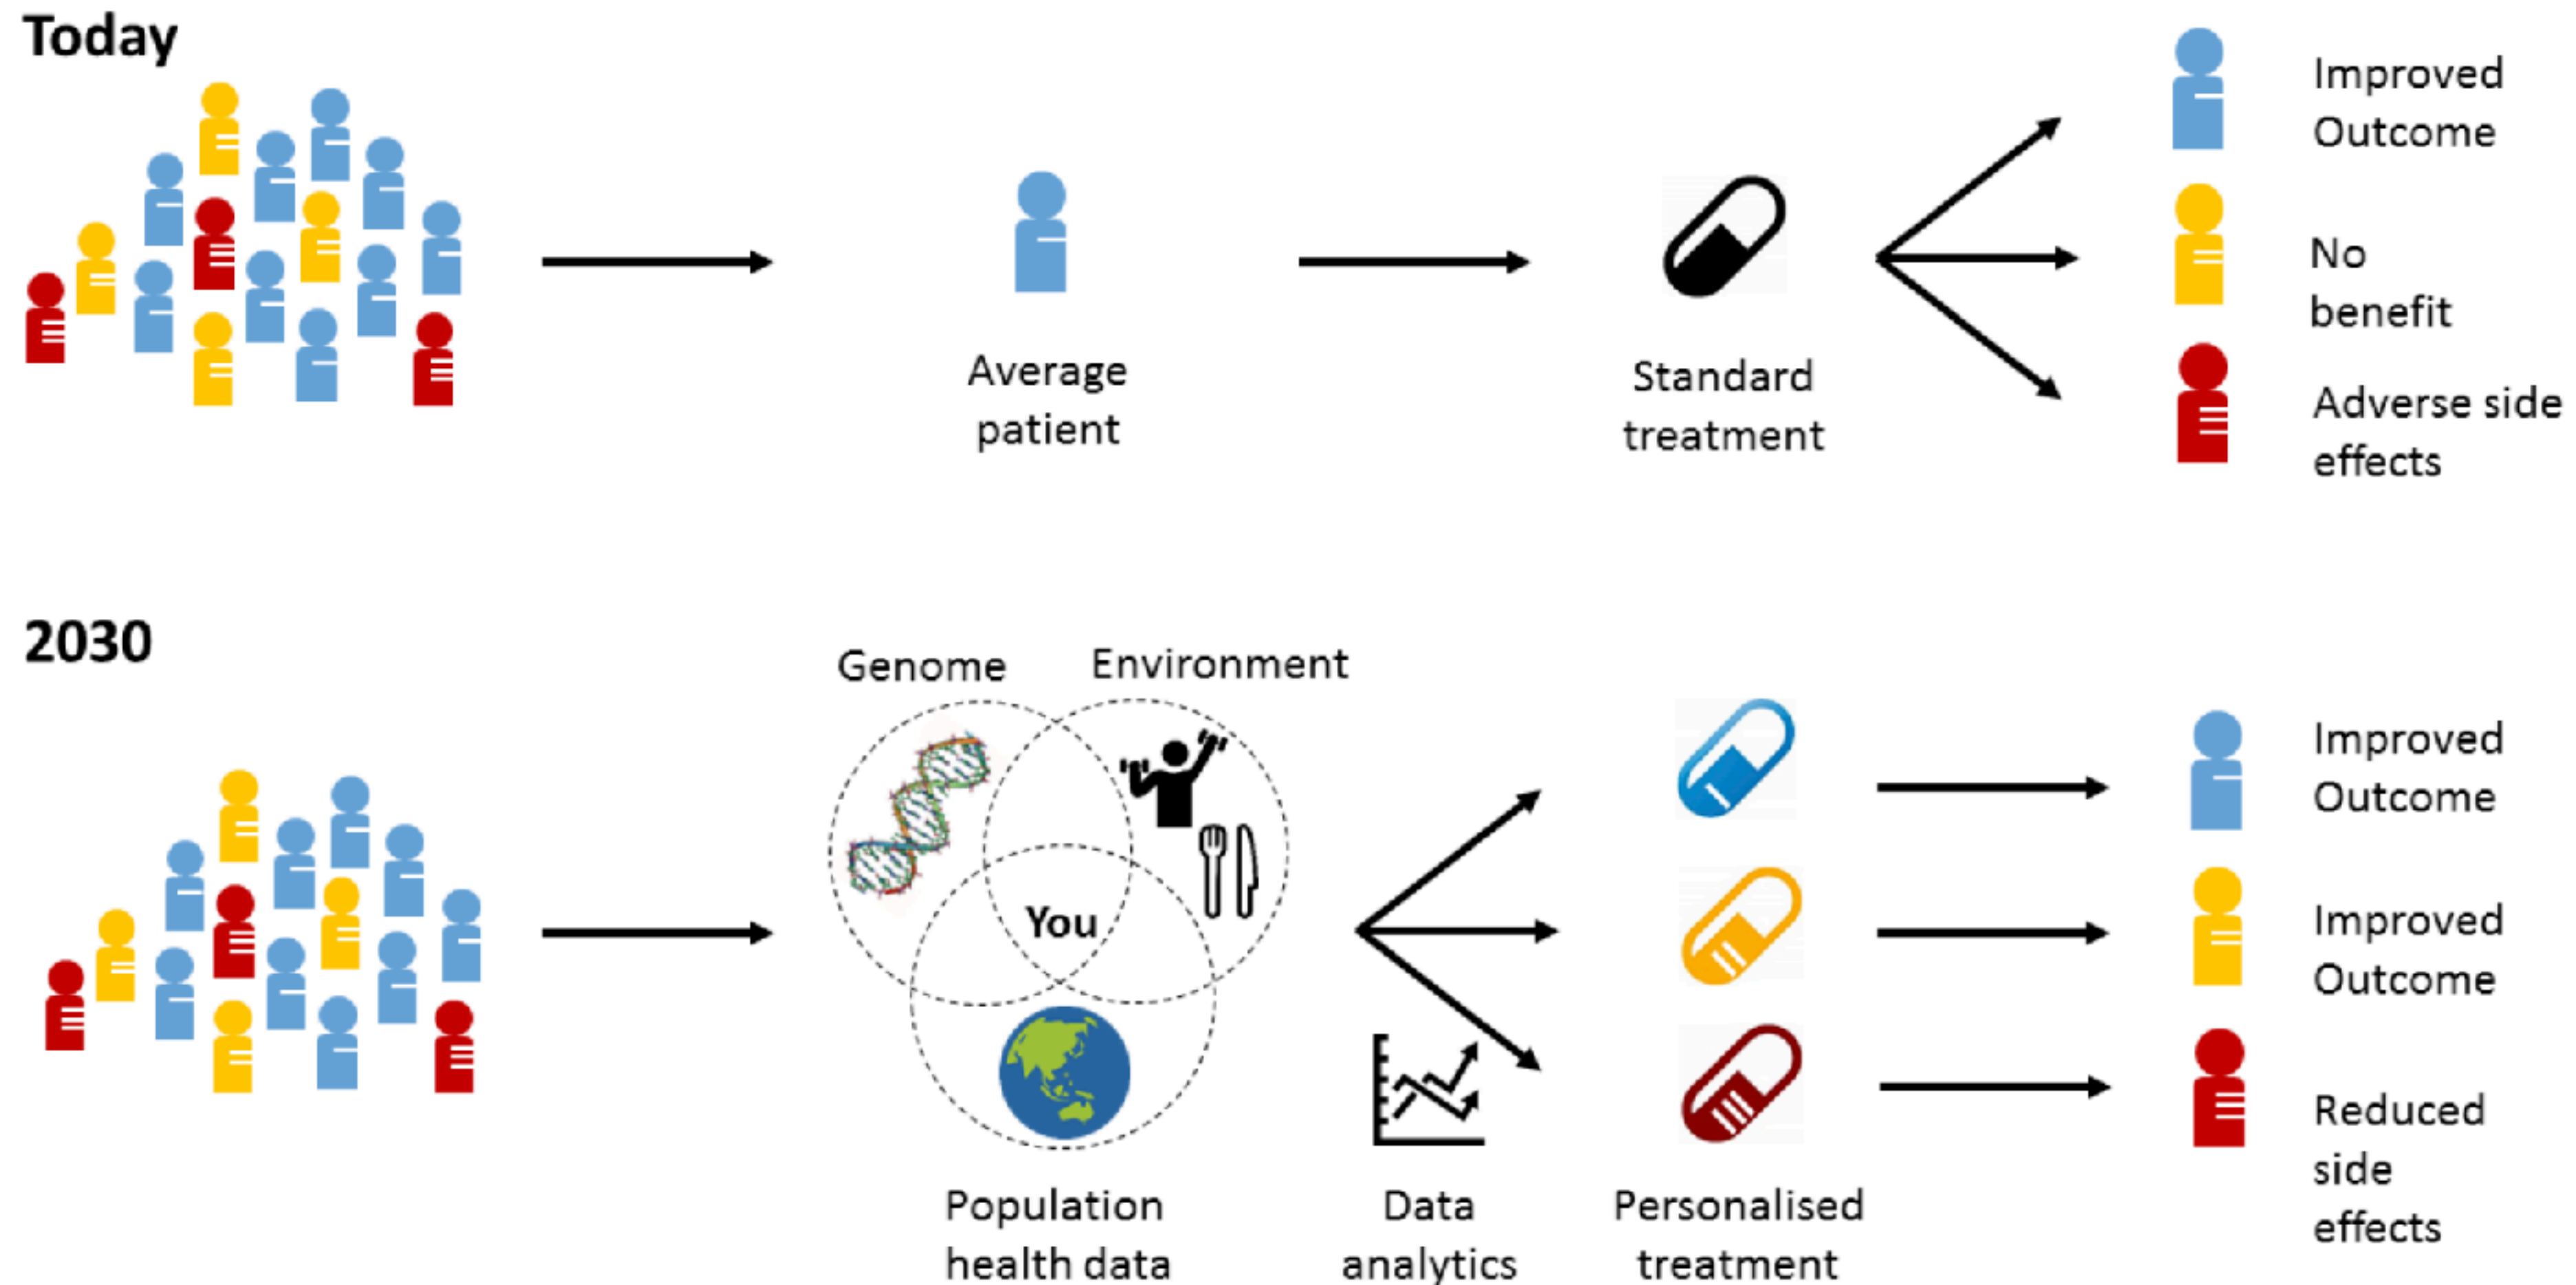 Today
Average
patient
Standard
treatment
Improved
Outcome
No
benefit
Adverse side
effects
2030
Genome
Environment
You
Population
health data
Data
analytics
Personalised
treatment
Improved
Outcome
Improved
Outcome
Reduced
side
effects